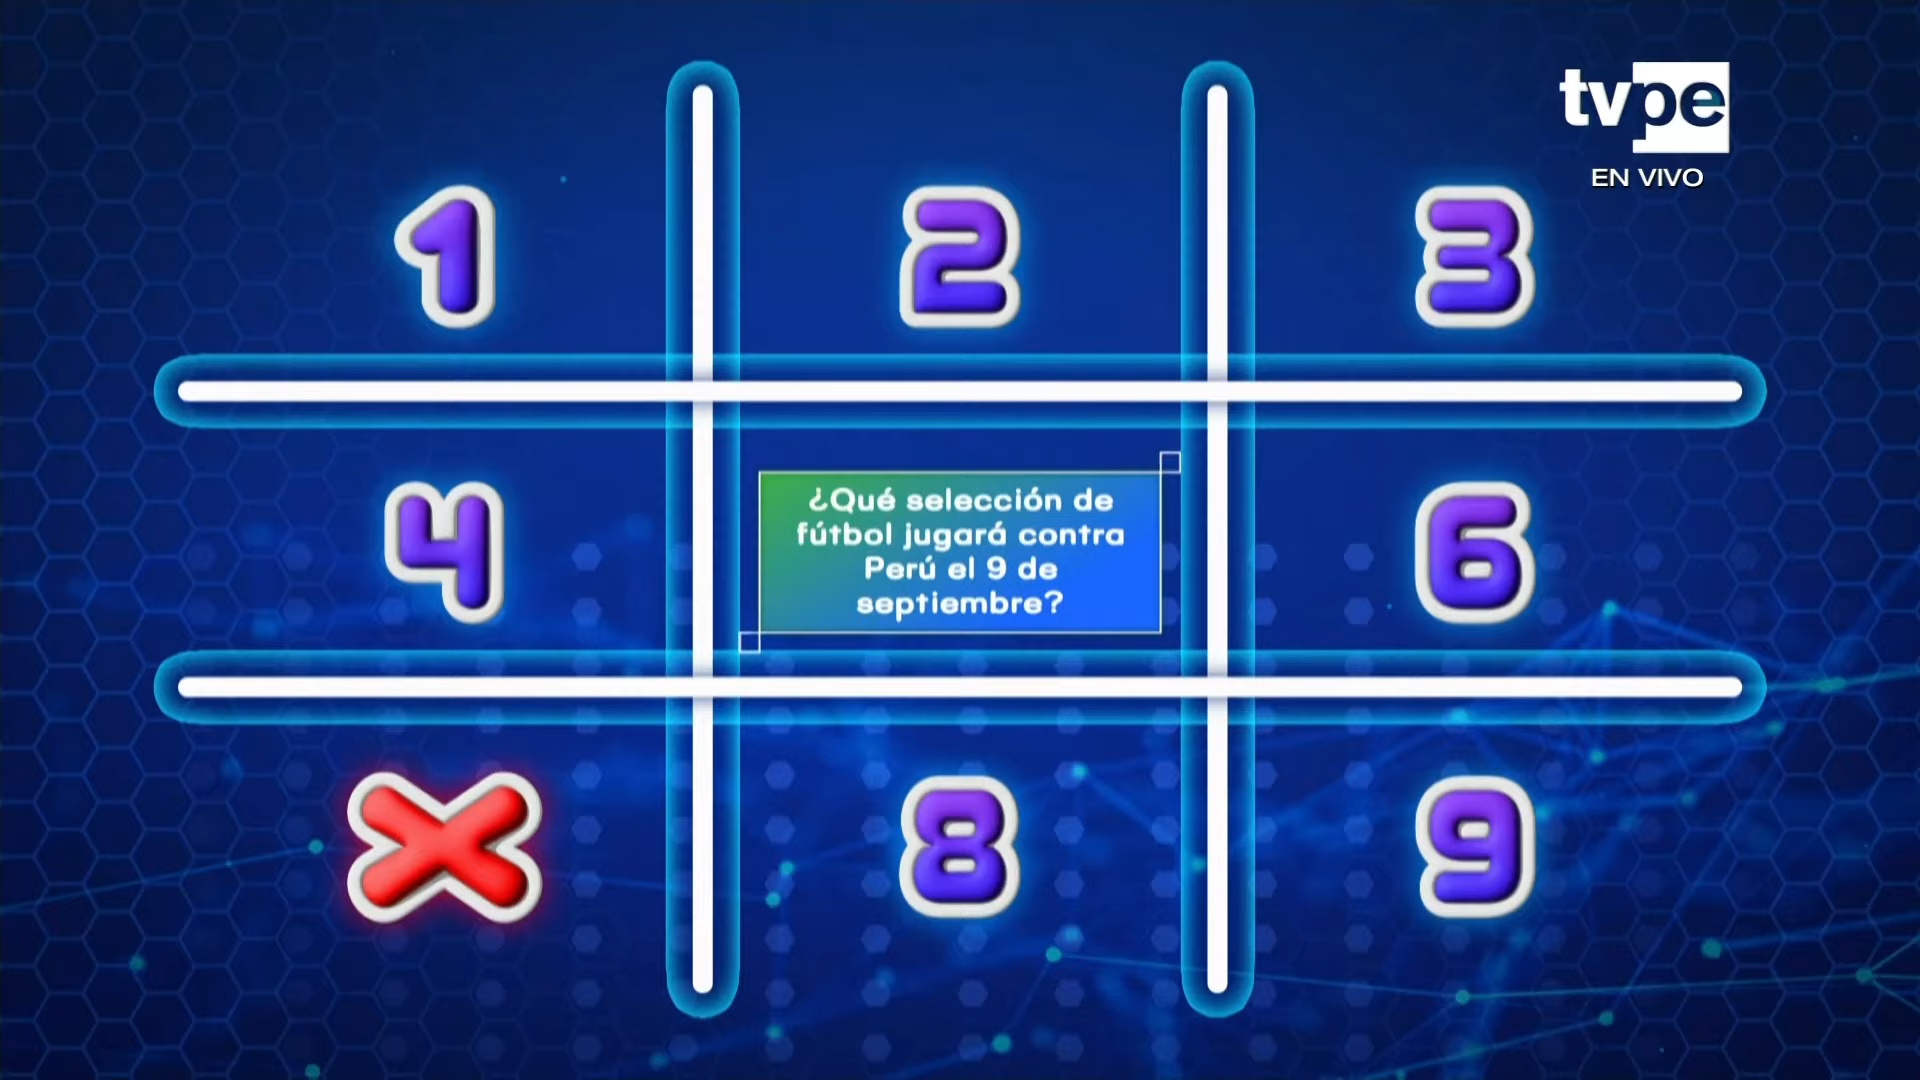 tvpe
EN VIVO
1 2 3
4
¿Qué selección de
fútbol jugará contra
Perú el 9 de
septiembre?
6
X 8 9